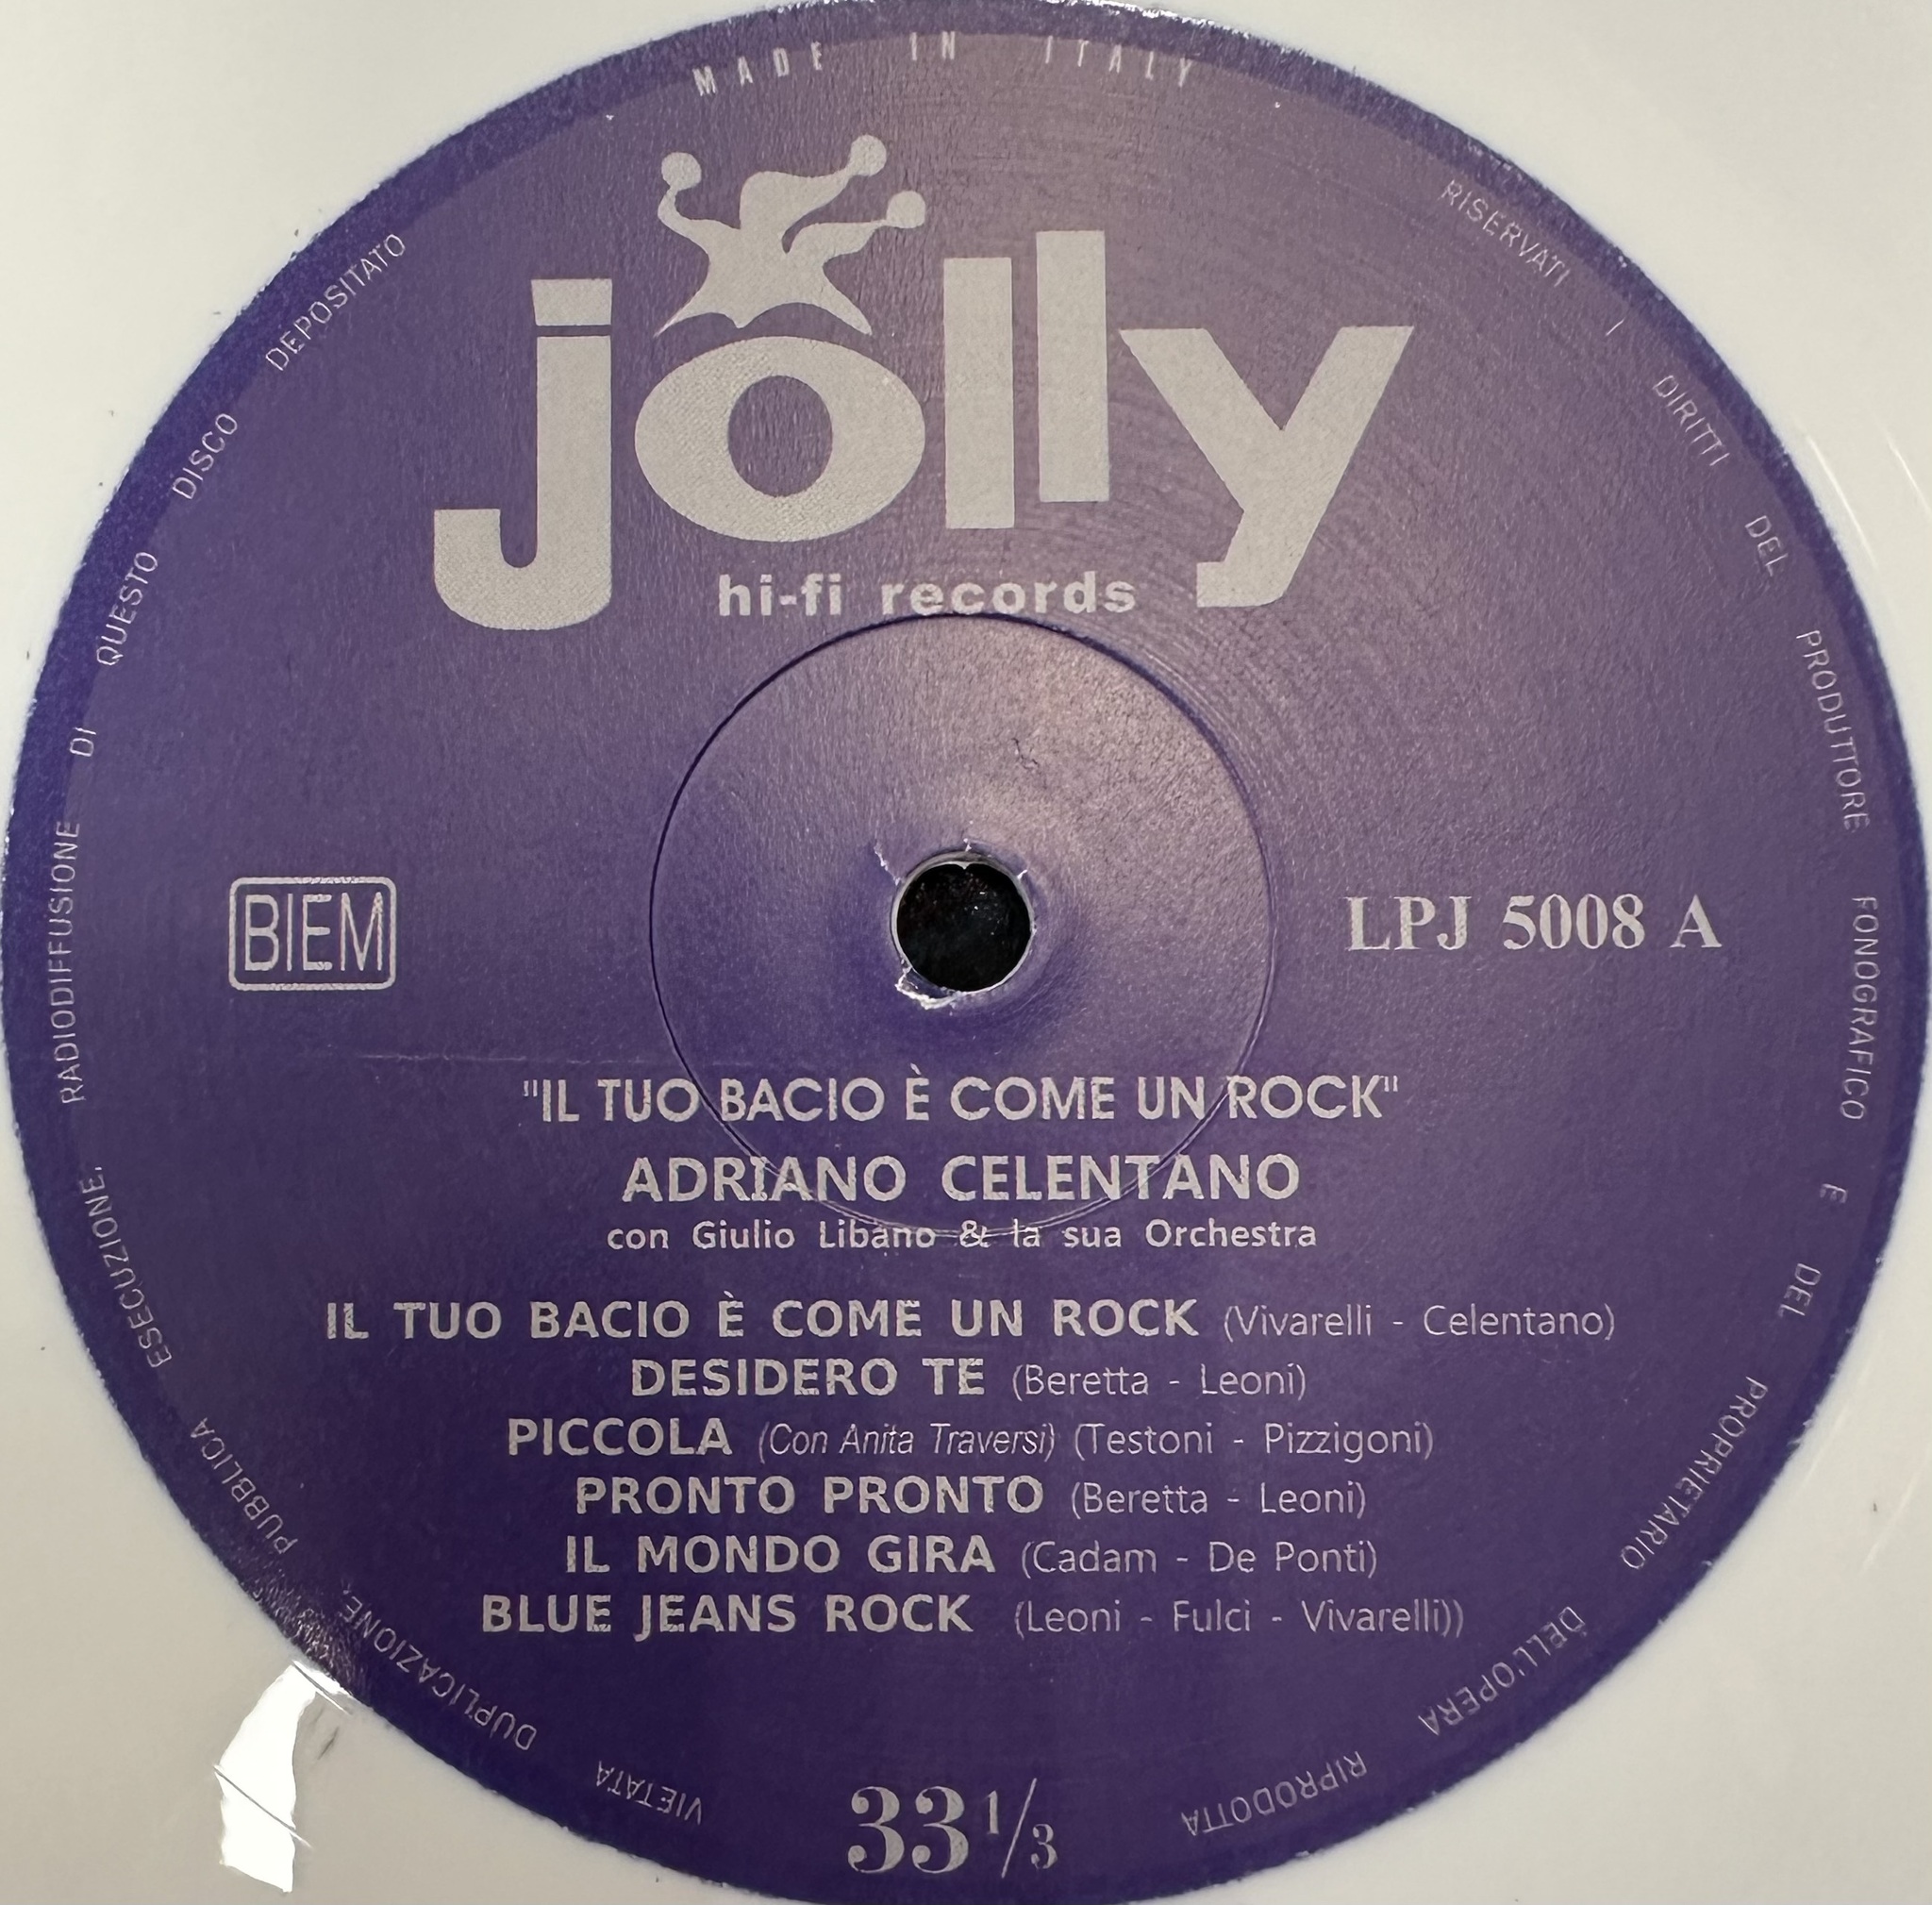 MADE IN ITALY
RISERVATI I DIRITTI DEL PRODUTTORE FONOGRAFICO E DEL PROPRIETARIO DELL'OPERA RIPRODOTTA
VIETATA DUPLICAZIONE, PUBBLICA ESECUZIONE, RADIODIFFUSIONE DI QUESTO DISCO DEPOSITATO
jolly
hi-fi records
BIEM
LPJ 5008 A
"IL TUO BACIO È COME UN ROCK"
ADRIANO CELENTANO
con Giulio Libano & la sua Orchestra
IL TUO BACIO È COME UN ROCK (Vivarelli - Celentano)
DESIDERO TE (Beretta - Leoni)
PICCOLA (Con Anita Traversi) (Testoni - Pizzigoni)
PRONTO PRONTO (Beretta - Leoni)
IL MONDO GIRA (Cadam - De Ponti)
BLUE JEANS ROCK (Leoni - Fulci - Vivarelli))
33 1/3